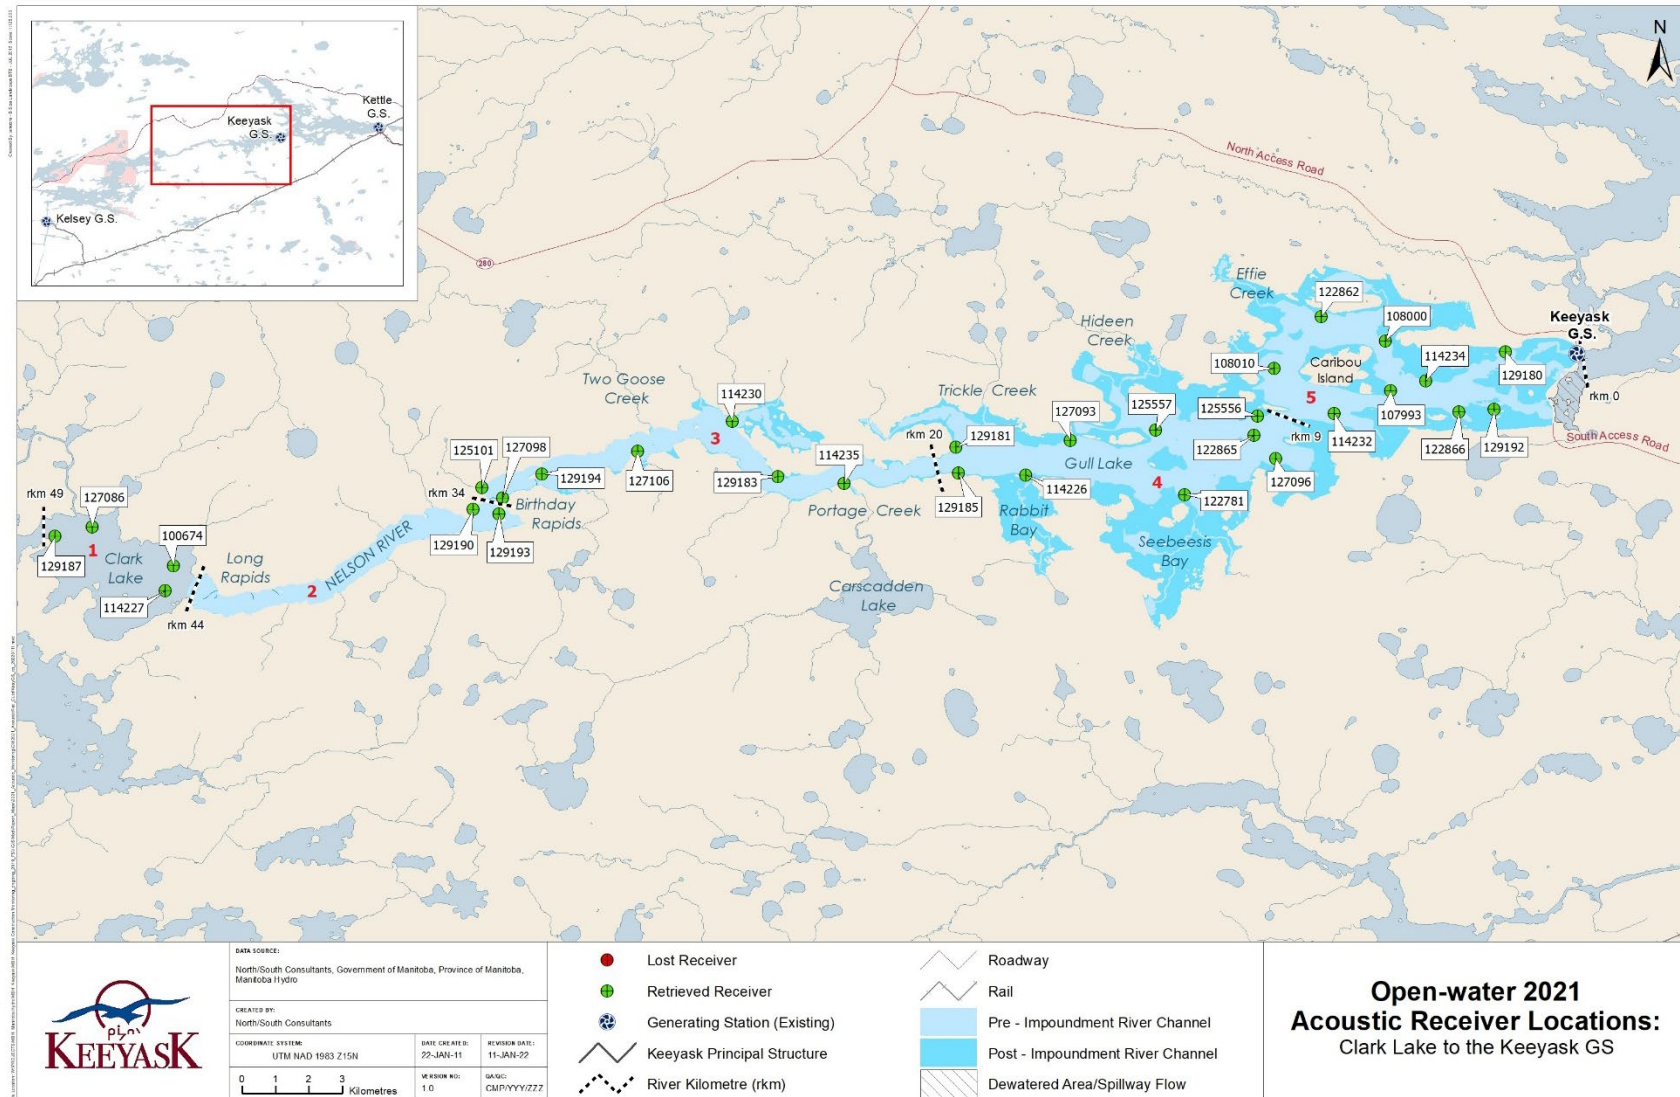 N
Kettle
G.S.
Keeyask
G.S.
Kelsey G.S.
280
North Access Road
Effie
Creek
122862
108000
Keeyask
G.S.
Hideen
Creek
114234
108010
Caribou
Island
129180
rkm 0
Two Goose
Creek
Trickle Creek
114230
127093
125557
125556
5
107993
3
rkm 20
129181
rkm 9
114232
South Access Road
125101
127098
114235
122865
122866
129192
Gull Lake
129194
127106
129183
4
127096
rkm 49
127086
rkm 34
Birthday
Rapids
Portage Creek
129185
114226
122781
Rabbit
Bay
100674
129190
129193
1
Clark
Lake
Long
Rapids
NELSON RIVER
Seebeesis
Bay
129187
2
Carscadden
Lake
114227
rkm 44
KEEYASK
DATA SOURCE:
North/South Consultants, Government of Manitoba, Province of Manitoba,
Manitoba Hydro
CREATED BY:
North/South Consultants
COORDINATE SYSTEM:
UTM NAD 1983 Z15N
DATE CREATED:
22-JAN-11
REVISION DATE:
11-JAN-22
0 1 2 3 Kilometres
VERSION NO:
1.0
QA/QC:
CMP/YYY/ZZZ
Lost Receiver
Retrieved Receiver
Generating Station (Existing)
Keeyask Principal Structure
River Kilometre (rkm)
Roadway
Rail
Pre - Impoundment River Channel
Post - Impoundment River Channel
Dewatered Area/Spillway Flow
Open-water 2021
Acoustic Receiver Locations:
Clark Lake to the Keeyask GS